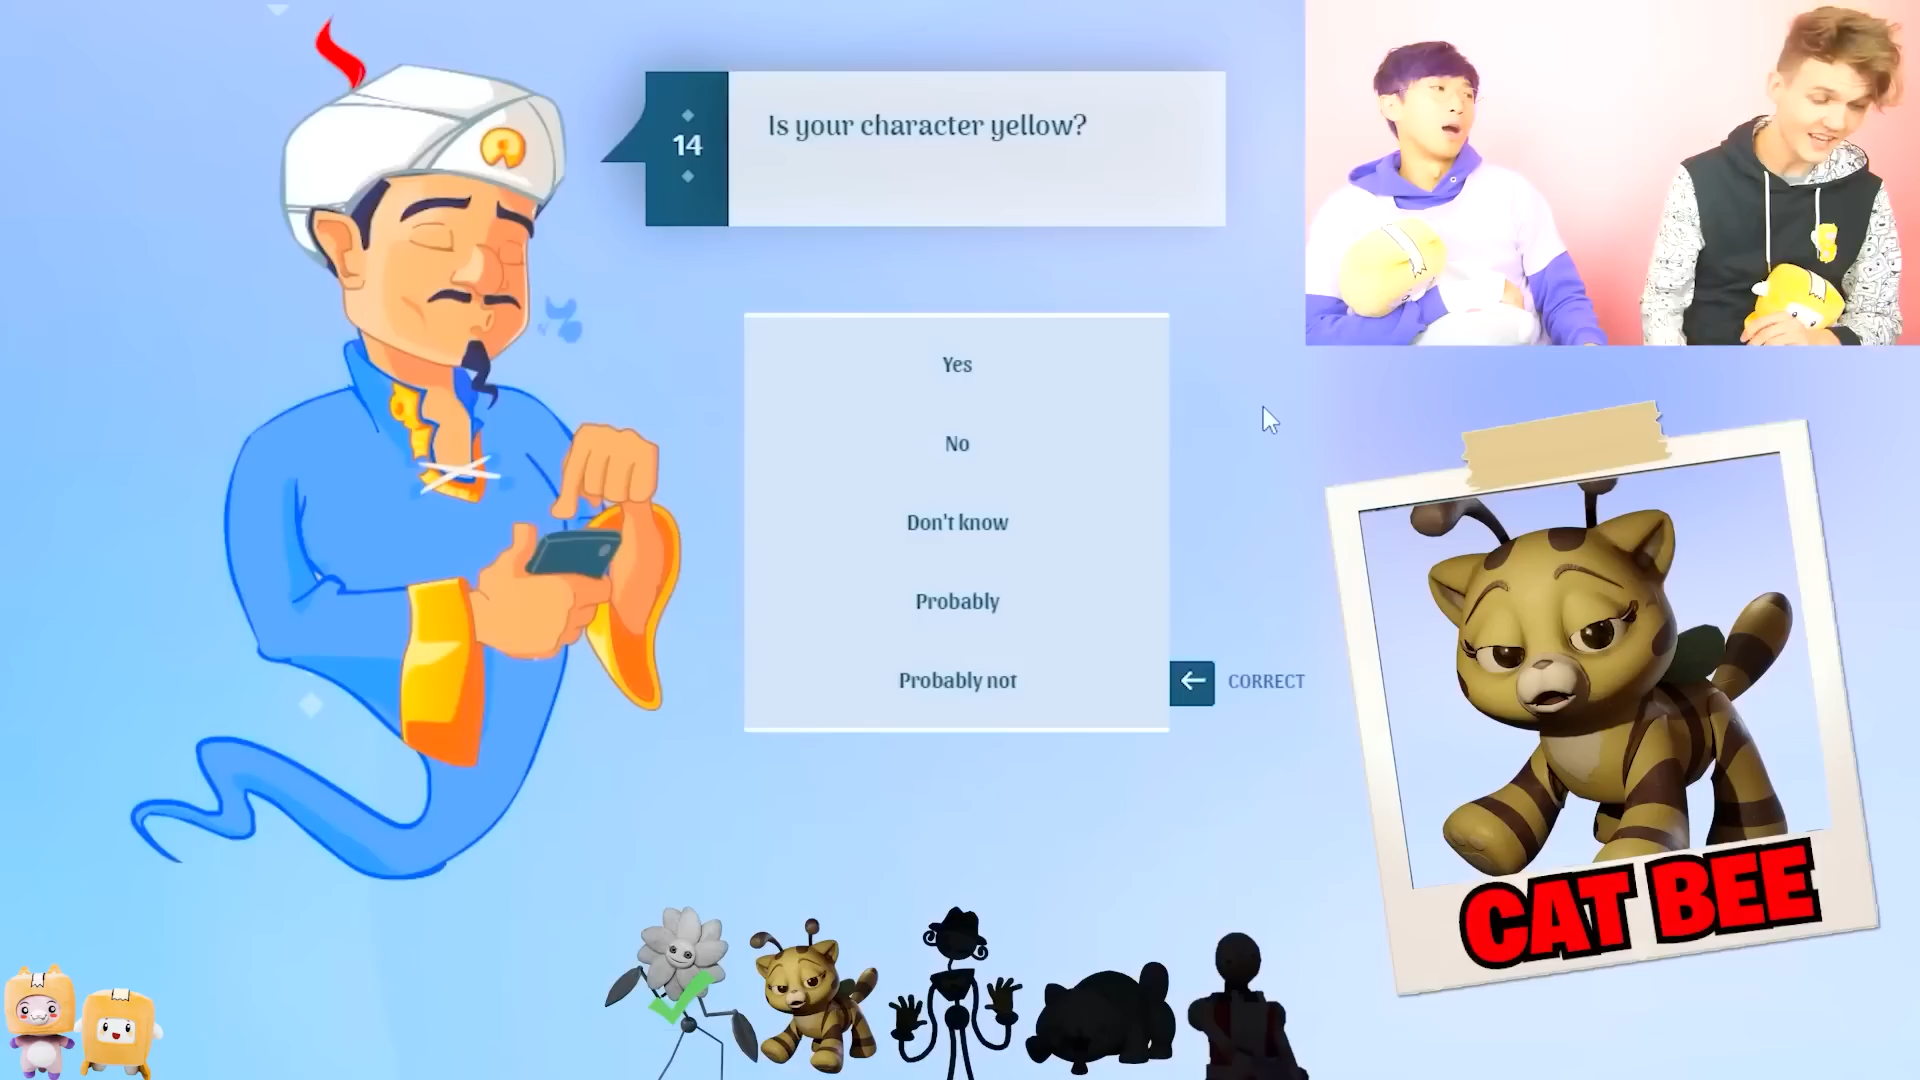 14
Is your character yellow?
Yes
No
Don't know
Probably
Probably not
CORRECT
CAT BEE